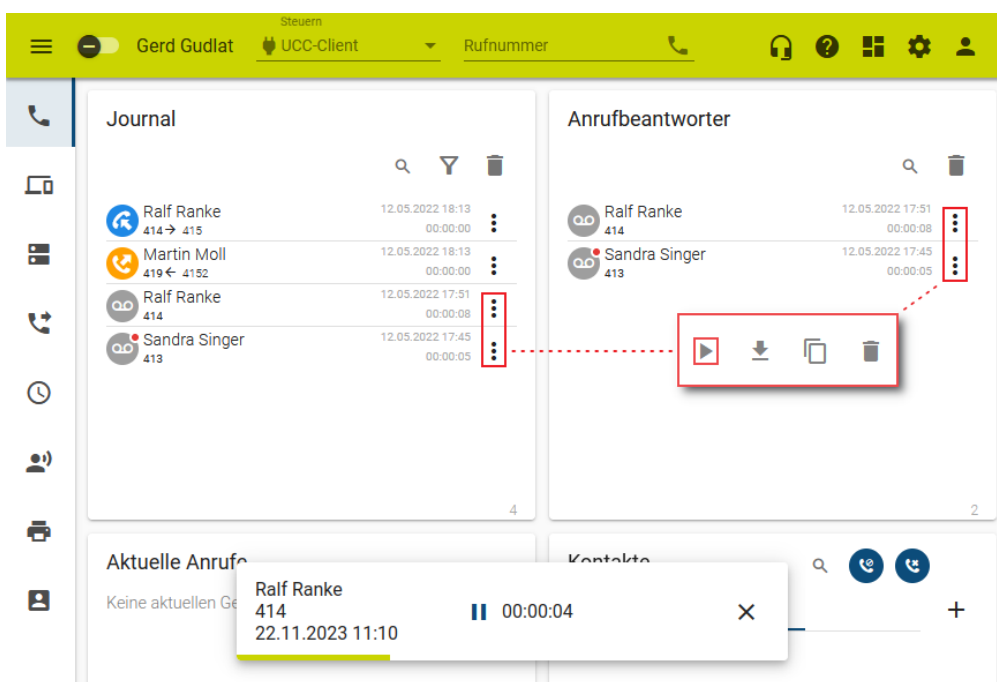 Steuern
Gerd Gudlat
UCC-Client
Rufnummer
Journal
Ralf Ranke
12.05.2022 18:13
414 → 415
00:00:00
Martin Moll
12.05.2022 18:13
419 ← 4152
00:00:00
Ralf Ranke
12.05.2022 17:51
414
00:00:08
Sandra Singer
12.05.2022 17:45
413
00:00:05
4
Anrufbeantworter
Ralf Ranke
12.05.2022 17:51
414
00:00:08
Sandra Singer
12.05.2022 17:45
413
00:00:05
2
Aktuelle Anrufe
Keine aktuellen Ge
Kontakte
Ralf Ranke
414
22.11.2023 11:10
00:00:04